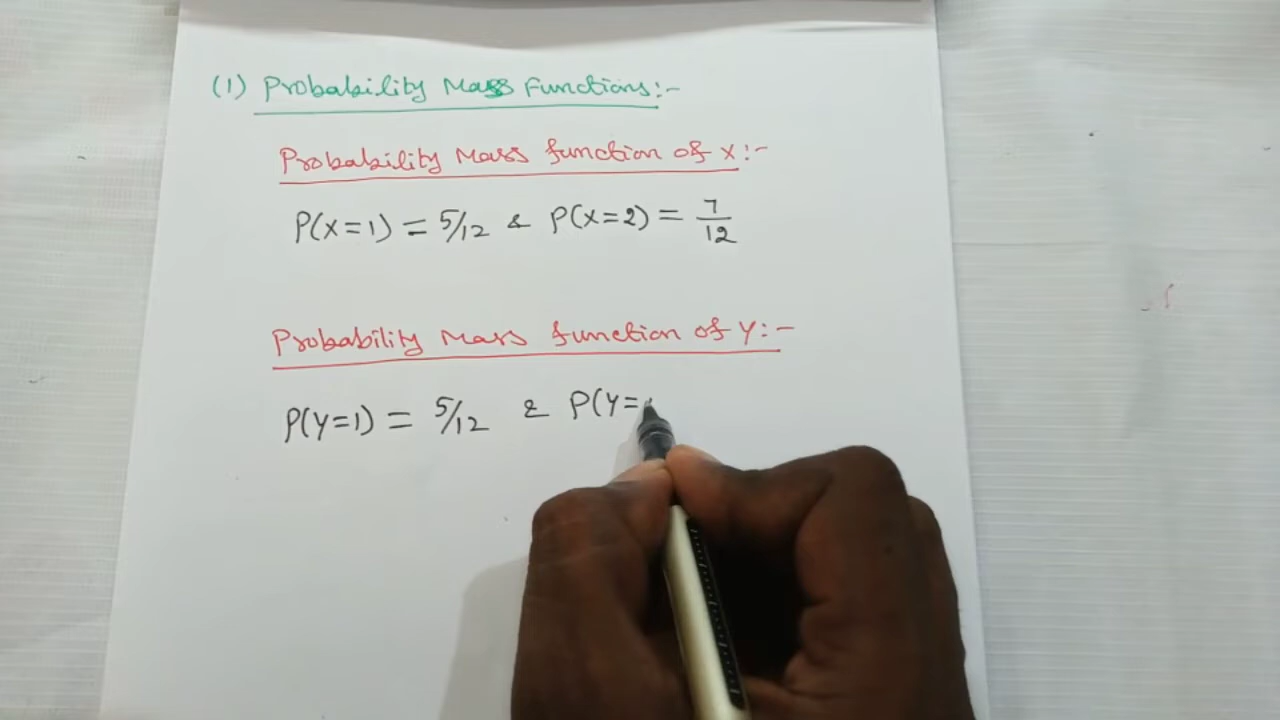 (1) Probability Mass Functions:-
Probability Mass function of X:-
P(X=1) = 5/12 & P(X=2) = 7/12
Probability Mass function of Y:-
P(Y=1) = 5/12 & P(Y=